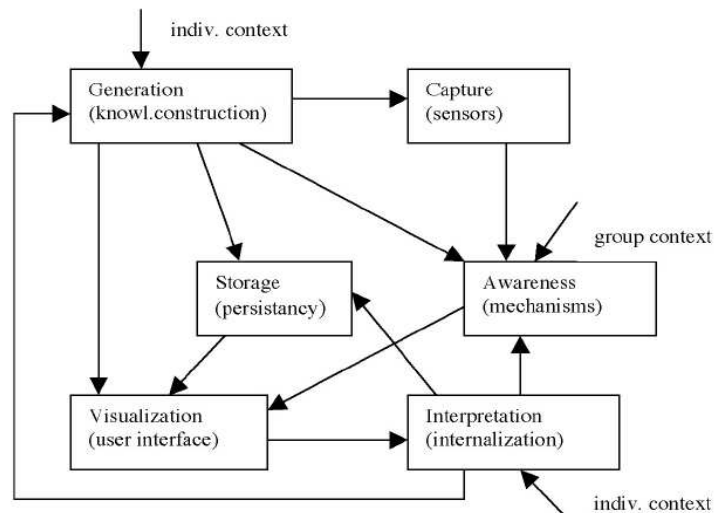 indiv. context
Generation
(knowl.construction)
Capture
(sensors)
group context
Storage
(persistancy)
Awareness
(mechanisms)
Visualization
(user interface)
Interpretation
(internalization)
indiv. context